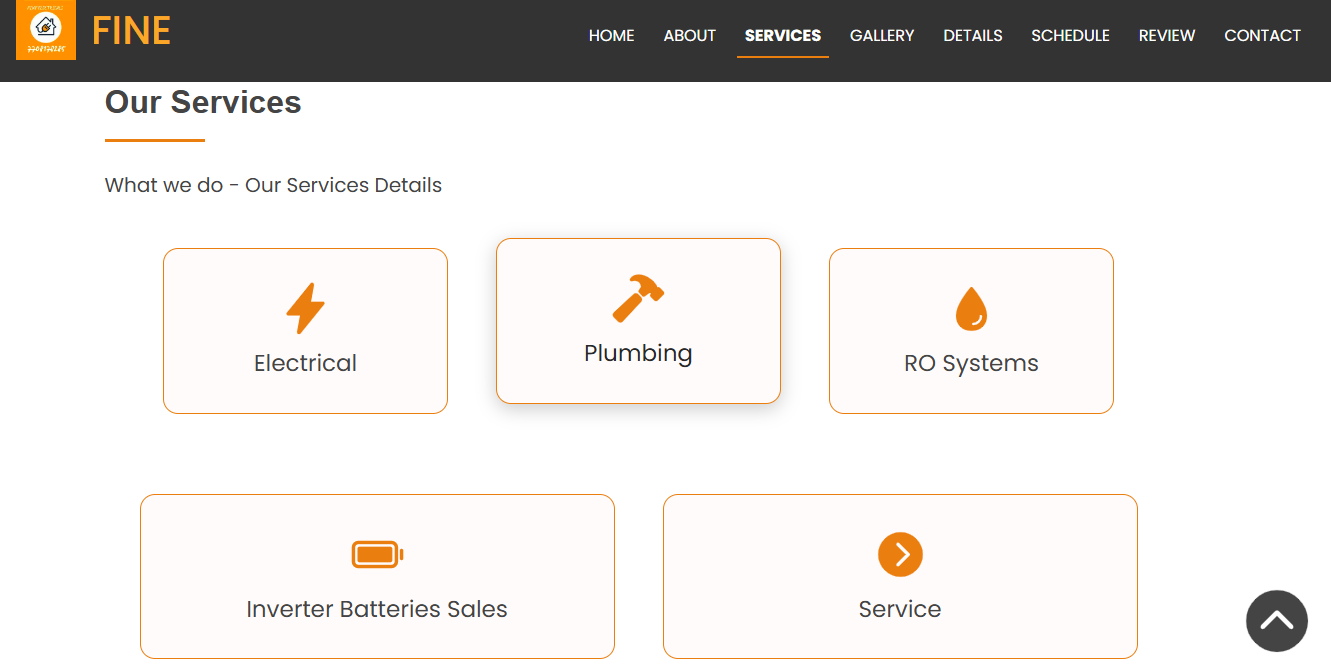 FINE
HOME ABOUT SERVICES GALLERY DETAILS SCHEDULE REVIEW CONTACT
Our Services
What we do - Our Services Details
Electrical
Plumbing
RO Systems
Inverter Batteries Sales
Service